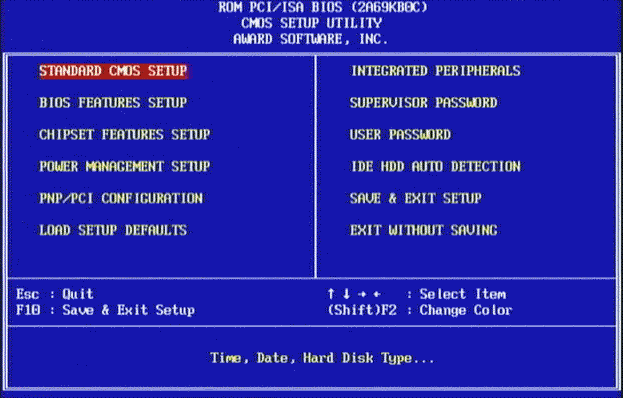 ROM PCI/ISA BIOS (2A69KB0C)
CMOS SETUP UTILITY
AWARD SOFTWARE, INC.
STANDARD CMOS SETUP
BIOS FEATURES SETUP
CHIPSET FEATURES SETUP
POWER MANAGEMENT SETUP
PNP/PCI CONFIGURATION
LOAD SETUP DEFAULTS
INTEGRATED PERIPHERALS
SUPERVISOR PASSWORD
USER PASSWORD
IDE HDD AUTO DETECTION
SAVE & EXIT SETUP
EXIT WITHOUT SAVING
Esc : Quit
F10 : Save & Exit Setup
↑ ↓ → ← : Select Item
(Shift)F2 : Change Color
Time, Date, Hard Disk Type...